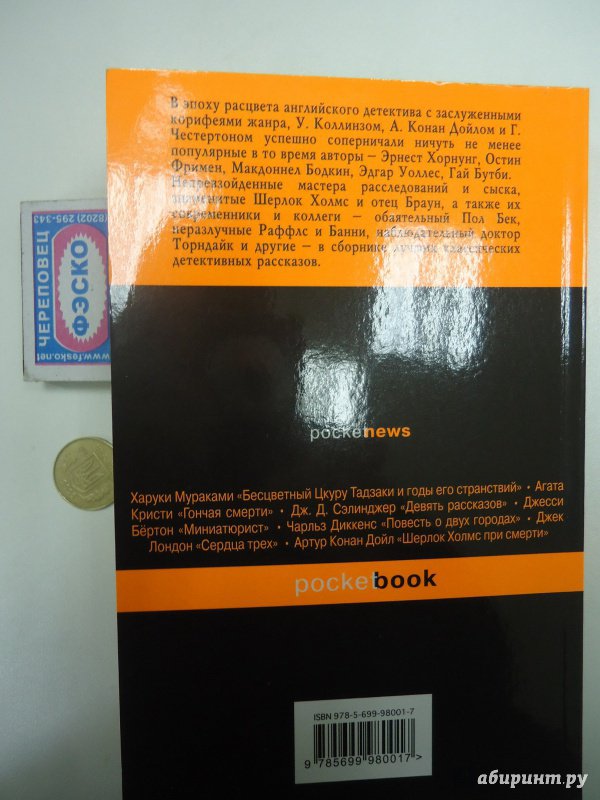 В эпоху расцвета английского детектива с заслуженными
корифеями жанра, У. Коллинзом, А. Конан Дойлом и Г.
Честертоном успешно соперничали ничуть не менее
популярные в то время авторы – Эрнест Хорнунг, Остин
Фримен, Макдоннел Бодкин, Эдгар Уоллес, Гай Бутби.
Непревзойденные мастера расследований и сыска,
знаменитые Шерлок Холмс и отец Браун, а также их
современники и коллеги – обаятельный Пол Бек,
неразлучные Раффлс и Банни, наблюдательный доктор
Торндайк и другие – в сборнике лучших классических
детективных рассказов.
pocketnews
Харуки Мураками «Бесцветный Цкуру Тадзаки и годы его странствий» • Агата
Кристи «Гончая смерти» • Дж. Д. Сэлинджер «Девять рассказов» • Джесси
Бёртон «Миниатюрист» • Чарльз Диккенс «Повесть о двух городах» • Джек
Лондон «Сердца трех» • Артур Конан Дойл «Шерлок Холмс при смерти»
pocketbook
ISBN 978-5-699-98001-7
9 785699 980017 >
ЧЕРЕПОВЕЦ
ФЭСКО
www.fesko.net
(8202) 295-343
абиринт.ру